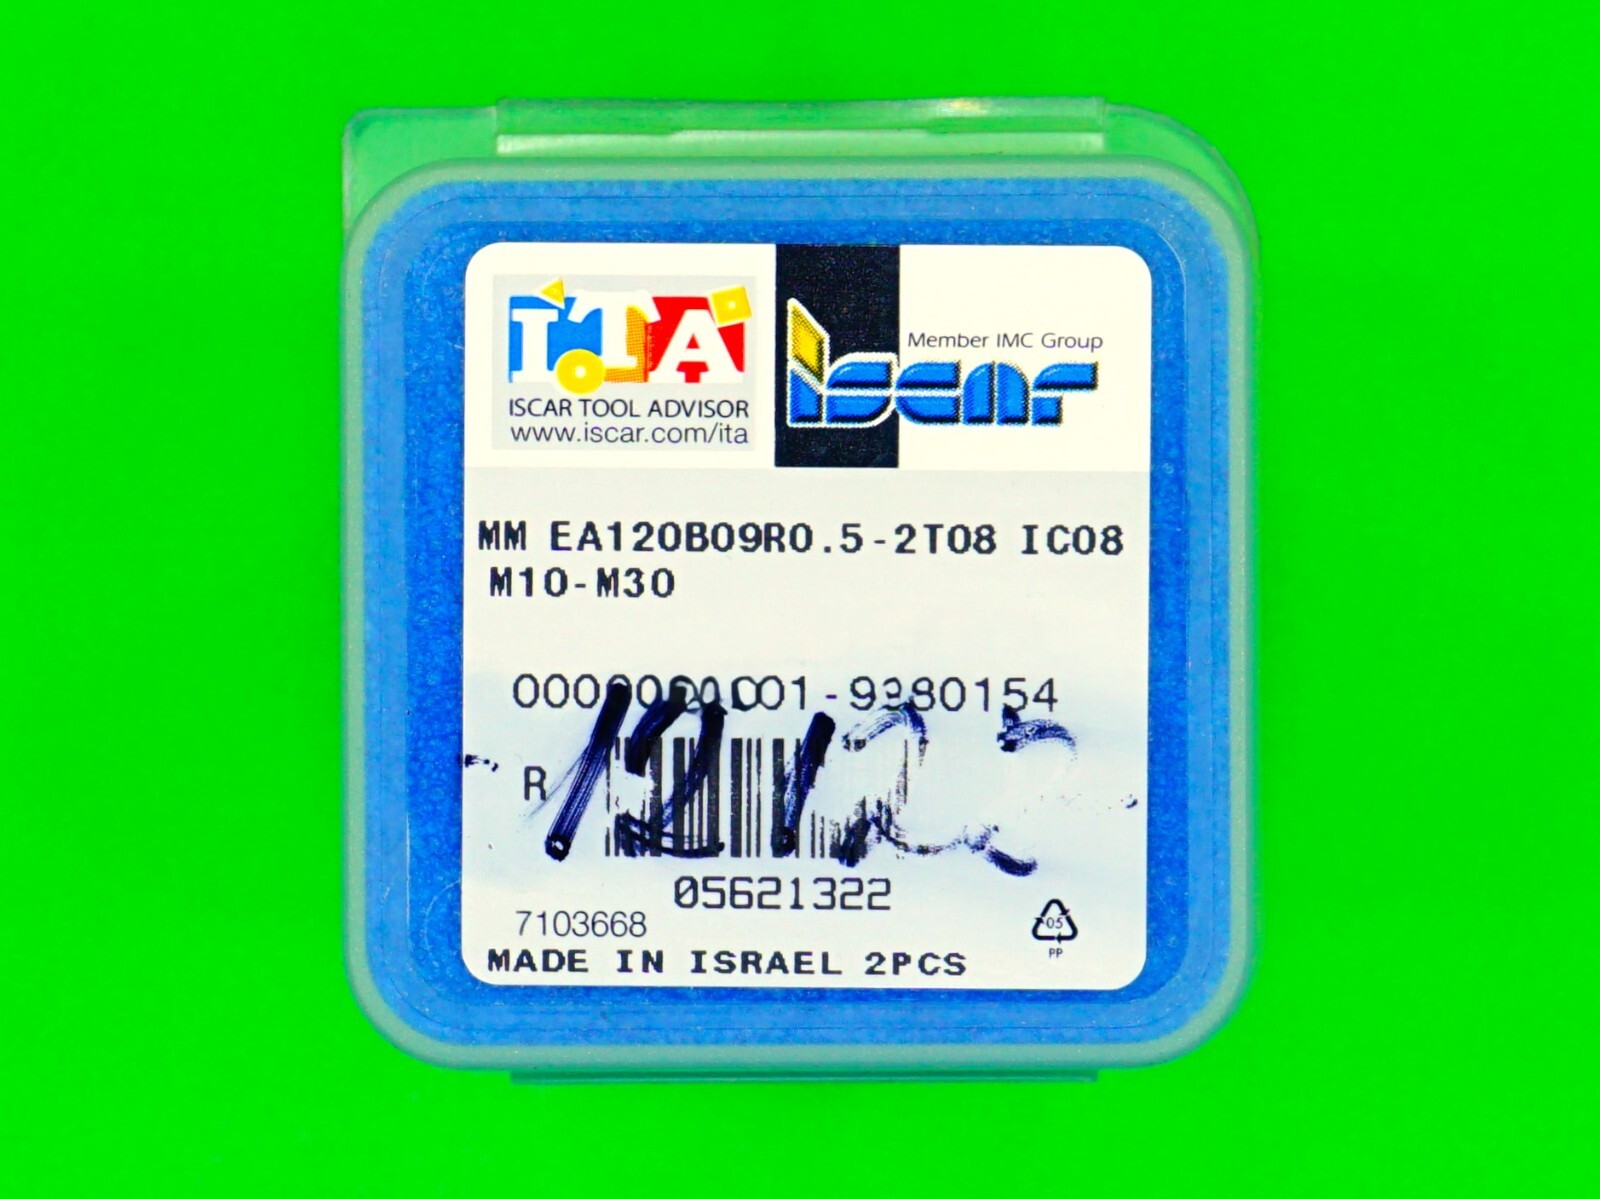 ITA
ISCAR TOOL ADVISOR
www.iscar.com/ita
Member IMC Group
iscar
MM EA120B09R0.5-2T08 IC08
M10-M30
R
05621322
7103668
05
PP
MADE IN ISRAEL 2PCS